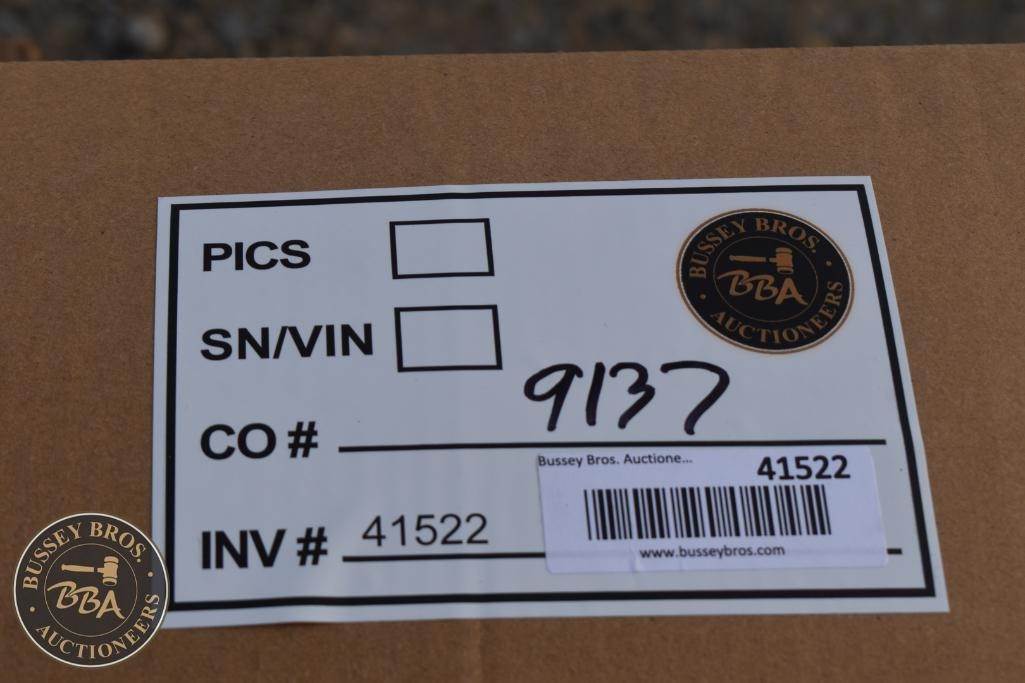 PICS
BUSSEY BROS.
BBA
AUCTIONEERS
SN/VIN
CO # 9137
Bussey Bros. Auctione... 41522
INV # 41522
www.busseybros.com
BUSSEY BROS.
BBA
AUCTIONEERS